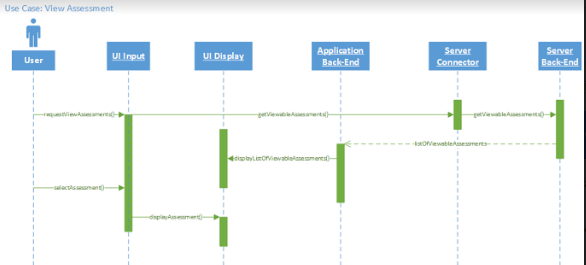 Use Case: View Assessment
User
UI Input
UI Display
Application
Back-End
Server
Connector
Server
Back-End
requestViewAssessments()
getViewableAssessments()
getViewableAssessments()
listOfViewableAssessments
displayListOfViewableAssessments()
selectAssessment()
displayAssessment()